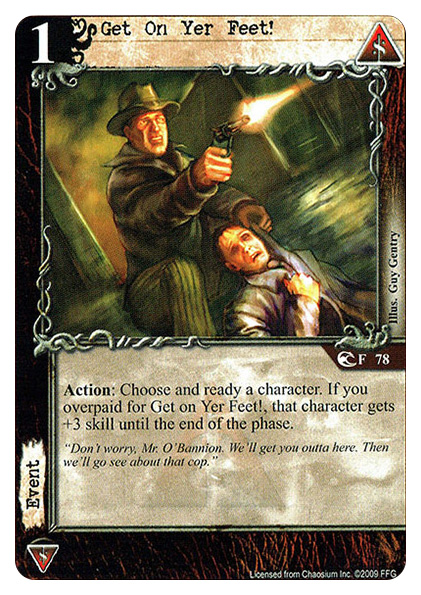 1
Get On Yer Feet!
Illus. Guy Gentry
F 78
Action: Choose and ready a character. If you
overpaid for Get on Yer Feet!, that character gets
+3 skill until the end of the phase.
“Don’t worry, Mr. O’Bannion. We’ll get you outta here. Then
we’ll go see about that cop.”
Event
Licensed from Chaosium Inc. ©2009 FFG